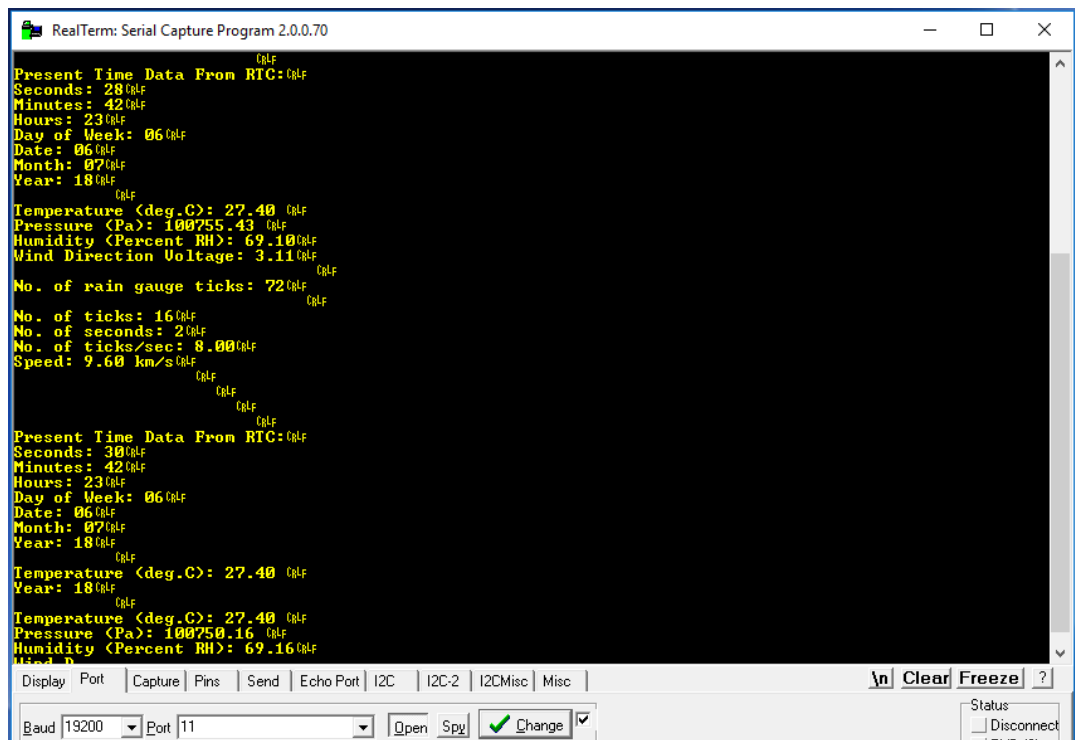 RealTerm: Serial Capture Program 2.0.0.70
CRLF
Present Time Data From RTC:CRLF
Seconds: 28CRLF
Minutes: 42CRLF
Hours: 23CRLF
Day of Week: 06CRLF
Date: 06CRLF
Month: 07CRLF
Year: 18CRLF
CRLF
Temperature (deg.C): 27.40 CRLF
Pressure (Pa): 100755.43 CRLF
Humidity (Percent RH): 69.10CRLF
Wind Direction Voltage: 3.11CRLF
CRLF
No. of rain gauge ticks: 72CRLF
CRLF
No. of ticks: 16CRLF
No. of seconds: 2CRLF
No. of ticks/sec: 8.00CRLF
Speed: 9.60 km/sCRLF
CRLF
CRLF
CRLF
CRLF
Present Time Data From RTC:CRLF
Seconds: 30CRLF
Minutes: 42CRLF
Hours: 23CRLF
Day of Week: 06CRLF
Date: 06CRLF
Month: 07CRLF
Year: 18CRLF
CRLF
Temperature (deg.C): 27.40 CRLF
Year: 18CRLF
CRLF
Temperature (deg.C): 27.40 CRLF
Pressure (Pa): 100750.16 CRLF
Humidity (Percent RH): 69.16CRLF
Wind D
Display Port Capture Pins Send Echo Port I2C I2C-2 I2CMisc Misc \n Clear Freeze ?
Baud 19200 Port 11 Open Spy Change Status
Disconnect